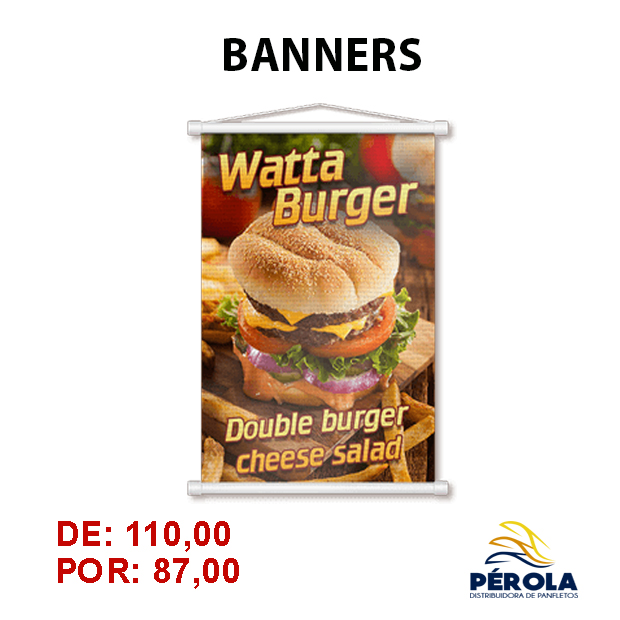 BANNERS
Watta
Burger
Double burger
cheese salad
DE: 110,00
POR: 87,00
PÉROLA
DISTRIBUIDORA DE PANFLETOS